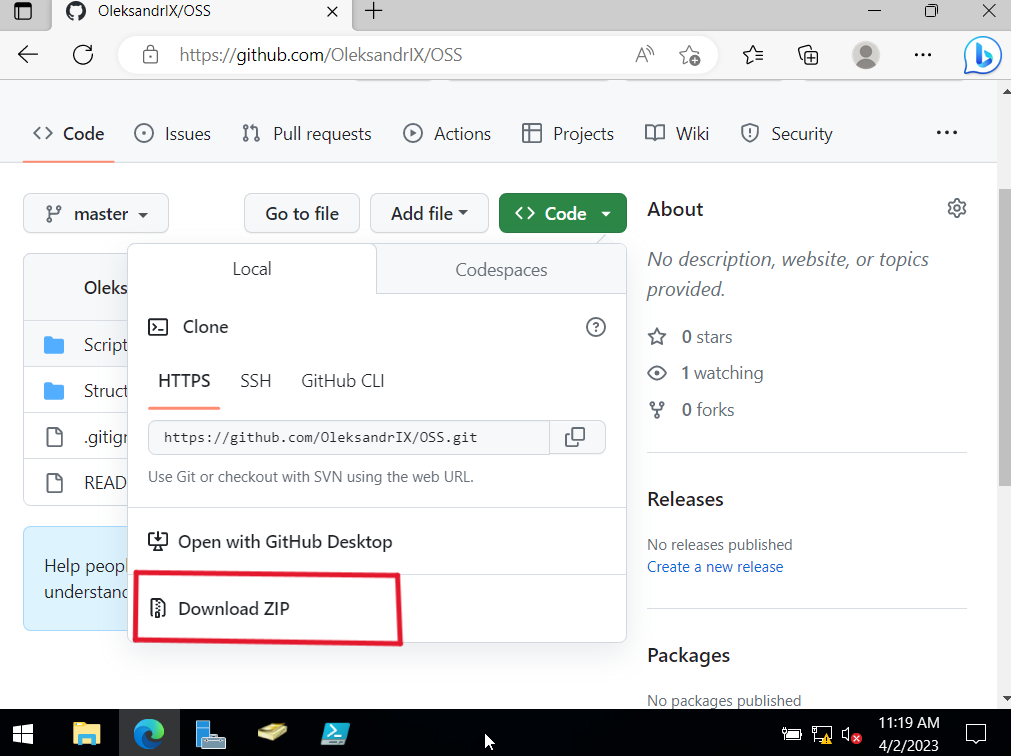 OleksandrIX/OSS
https://github.com/OleksandrIX/OSS
Code Issues Pull requests Actions Projects Wiki Security
master Go to file Add file Code
About
No description, website, or topics
provided.
0 stars
1 watching
0 forks
Releases
No releases published
Create a new release
Packages
No packages published
Oleks
Script
Struct
.gitigr
READ
Help peopl
understand
Local Codespaces
Clone
HTTPS SSH GitHub CLI
https://github.com/OleksandrIX/OSS.git
Use Git or checkout with SVN using the web URL.
Open with GitHub Desktop
Download ZIP
11:19 AM
4/2/2023